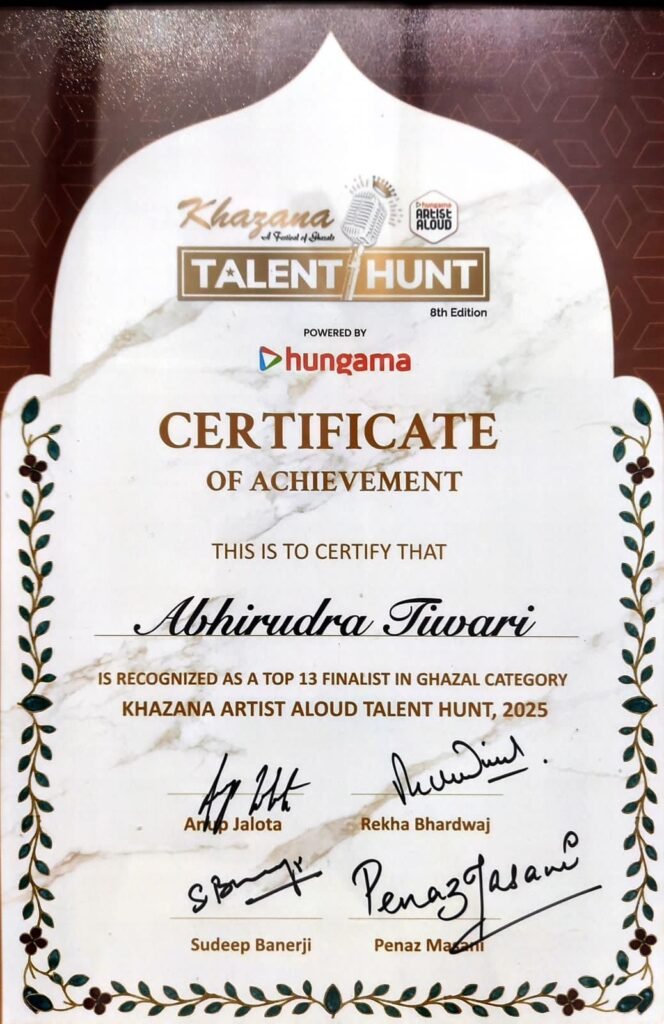 Khazana
A Festival of Ghazals
hungama
ARTIST
ALOUD
TALENT HUNT
8th Edition
POWERED BY
hungama
CERTIFICATE
OF ACHIEVEMENT
THIS IS TO CERTIFY THAT
Abhirudra Tiwari
IS RECOGNIZED AS A TOP 13 FINALIST IN GHAZAL CATEGORY
KHAZANA ARTIST ALOUD TALENT HUNT, 2025
Anup Jalota
Rekha Bhardwaj
Penaz Masani
Sudeep Banerji
Penaz Masani